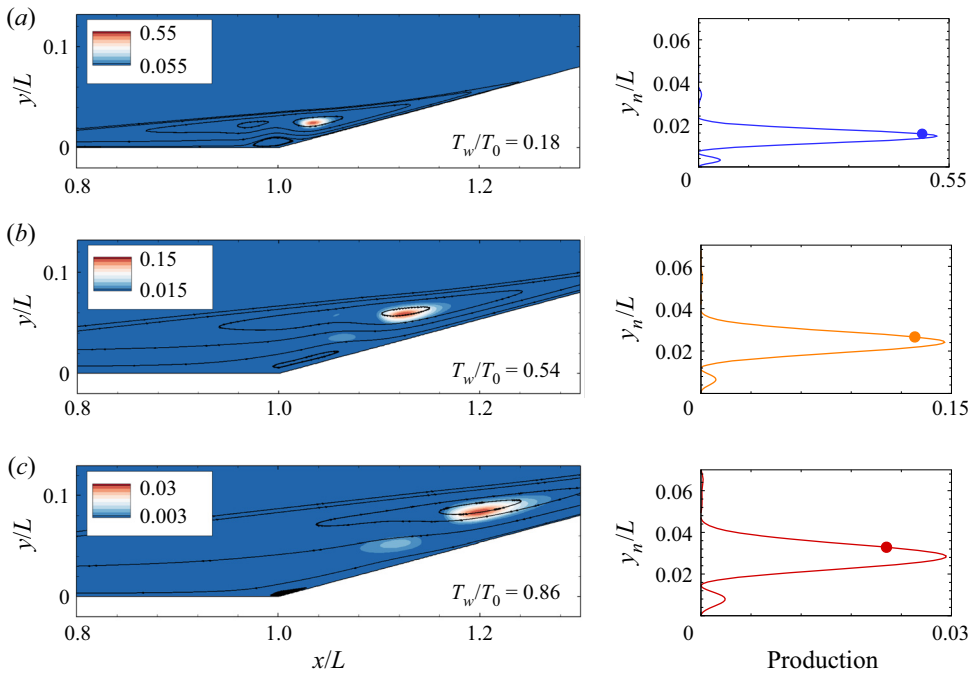 (a)
0.55
0.055
0.1
y/L
0
T_w/T_0 = 0.18
0.8
1.0
1.2
0.06
y_n/L
0.04
0.02
0
0.55
(b)
0.15
0.015
0.1
y/L
0
T_w/T_0 = 0.54
0.8
1.0
1.2
0.06
y_n/L
0.04
0.02
0
0.15
(c)
0.03
0.003
0.1
y/L
0
T_w/T_0 = 0.86
0.8
1.0
1.2
x/L
0.06
y_n/L
0.04
0.02
0
0.03
Production